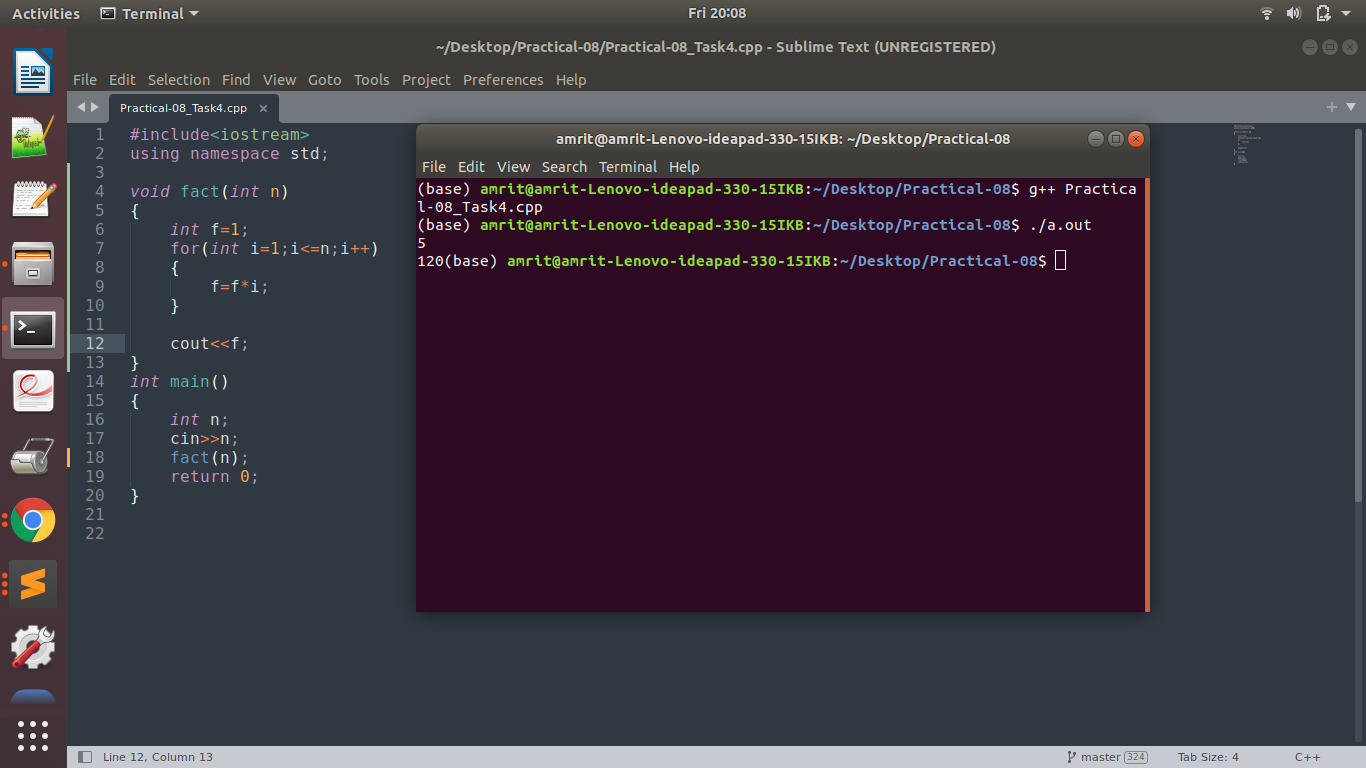 Activities Terminal Fri 20:08
~/Desktop/Practical-08/Practical-08_Task4.cpp - Sublime Text (UNREGISTERED)
File Edit Selection Find View Goto Tools Project Preferences Help
Practical-08_Task4.cpp ×
1 #include<iostream>
2 using namespace std;
3
4 void fact(int n)
5 {
6 int f=1;
7 for(int i=1;i<=n;i++)
8 {
9 f=f*i;
10 }
11
12 cout<<f;
13 }
14 int main()
15 {
16 int n;
17 cin>>n;
18 fact(n);
19 return 0;
20 }
21
22
amrit@amrit-Lenovo-ideapad-330-15IKB: ~/Desktop/Practical-08
File Edit View Search Terminal Help
(base) amrit@amrit-Lenovo-ideapad-330-15IKB:~/Desktop/Practical-08$ g++ Practica
l-08_Task4.cpp
(base) amrit@amrit-Lenovo-ideapad-330-15IKB:~/Desktop/Practical-08$ ./a.out
5
120(base) amrit@amrit-Lenovo-ideapad-330-15IKB:~/Desktop/Practical-08$
Line 12, Column 13 master 324 Tab Size: 4 C++